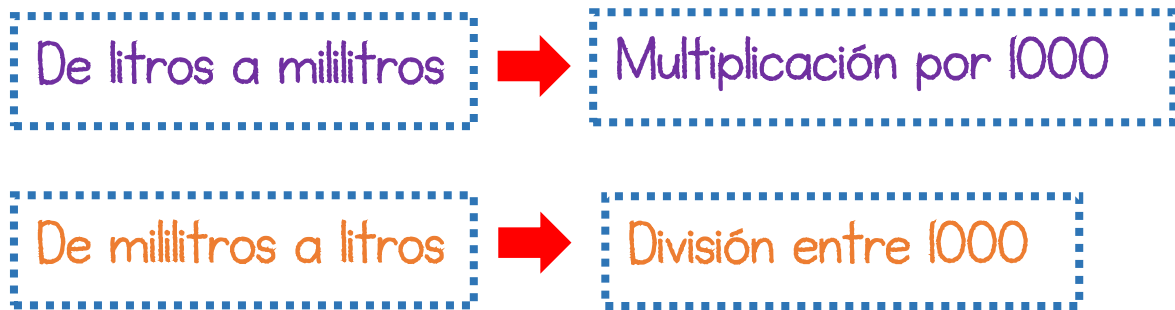 De litros a mililitros
Multiplicación por 1000
De mililitros a litros
División entre 1000